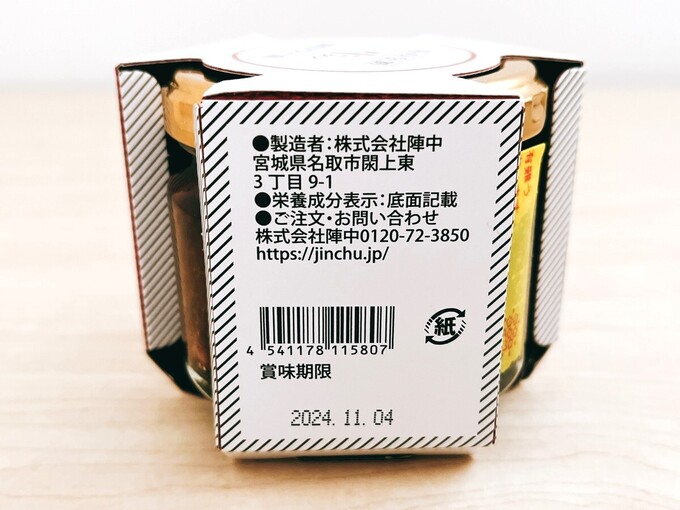 ●製造者：株式会社陣中
宮城県名取市閖上東
3丁目9-1
●栄養成分表示：底面記載
●ご注文・お問い合わせ
株式会社陣中0120-72-3850
https://jinchu.jp/
4 541178 115807
紙
賞味期限
2024.11.04